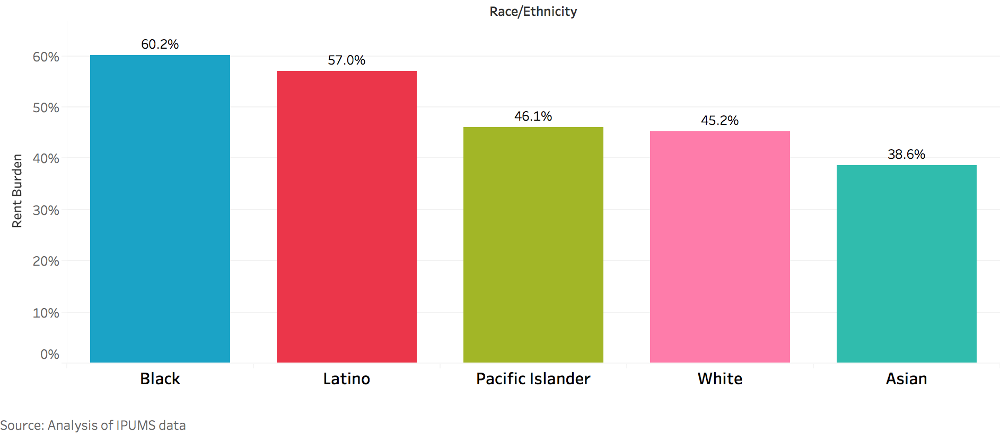 Race/Ethnicity
60.2%
57.0%
46.1%
45.2%
38.6%
60%
50%
40%
30%
20%
10%
0%
Rent Burden
Black
Latino
Pacific Islander
White
Asian
Source: Analysis of IPUMS data